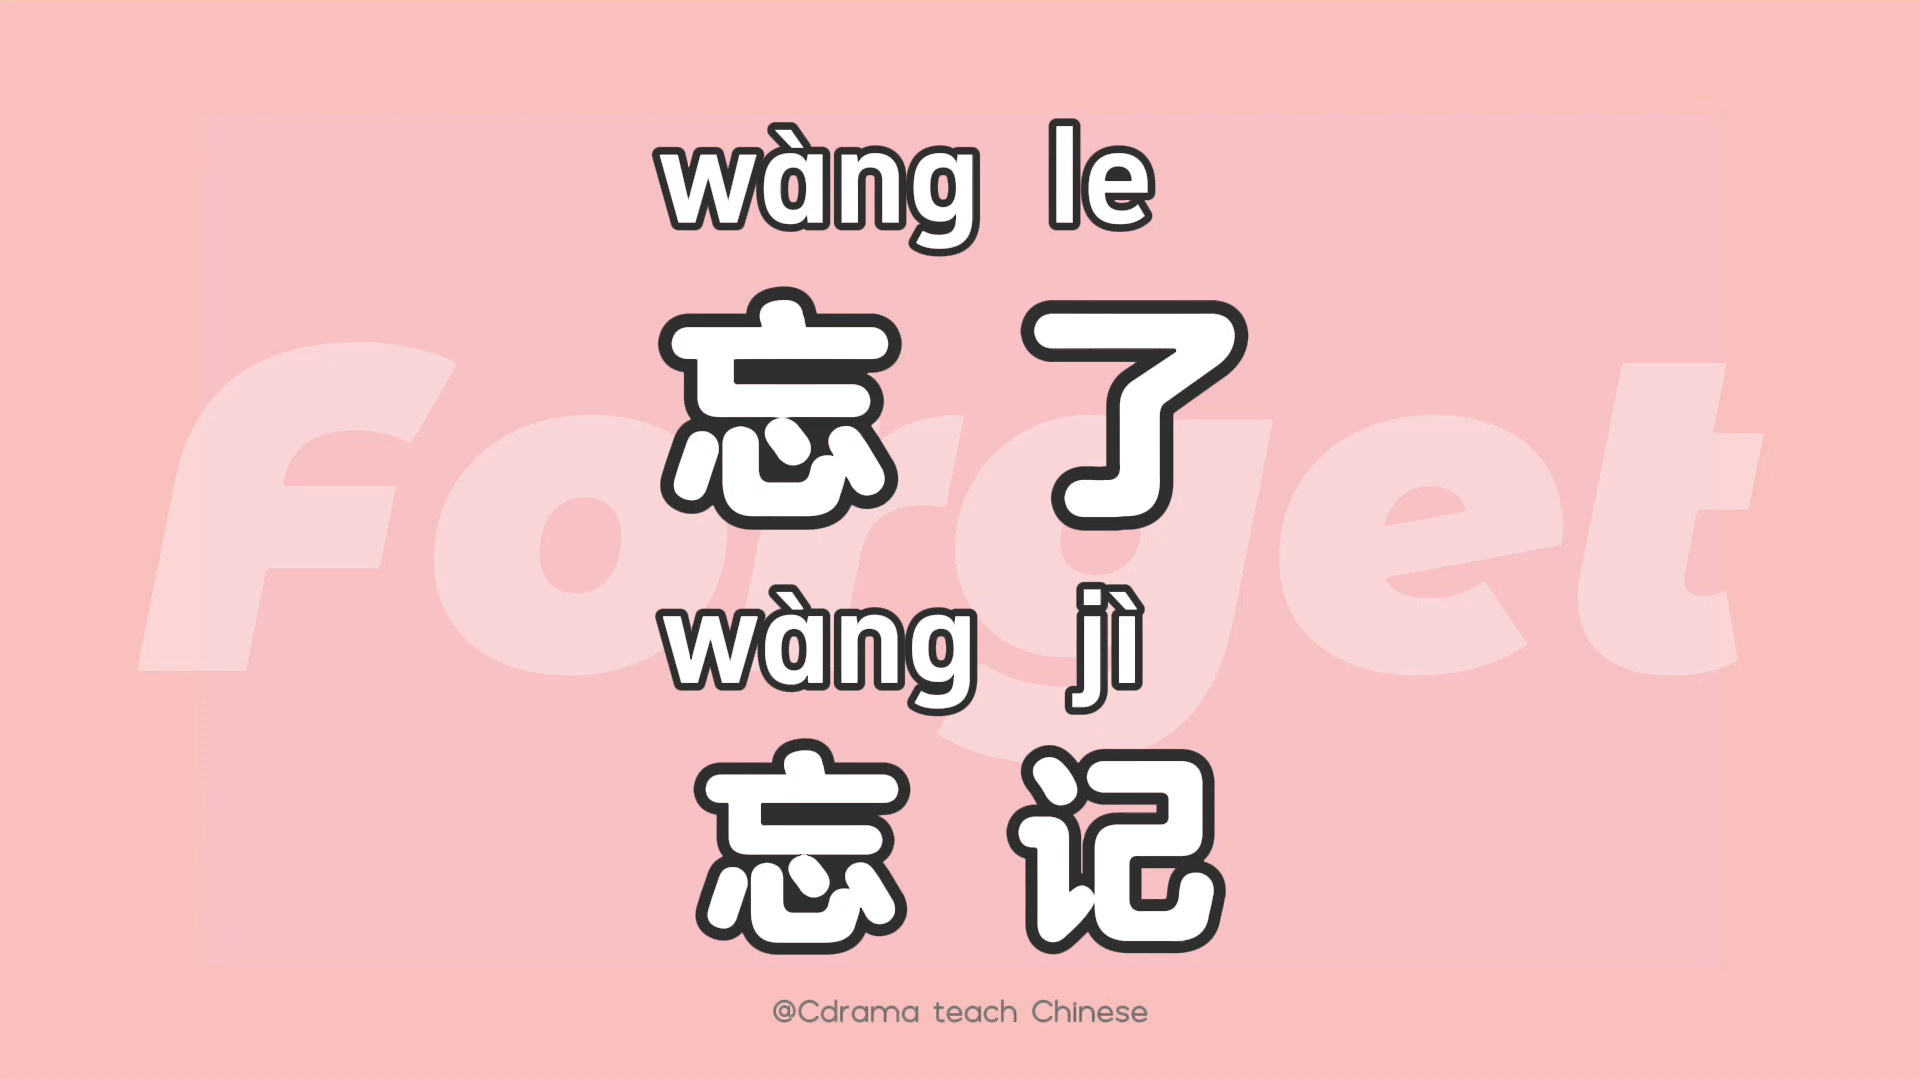 wàng le
忘了
Forget
wàng jì
忘记
@Cdrama teach Chinese